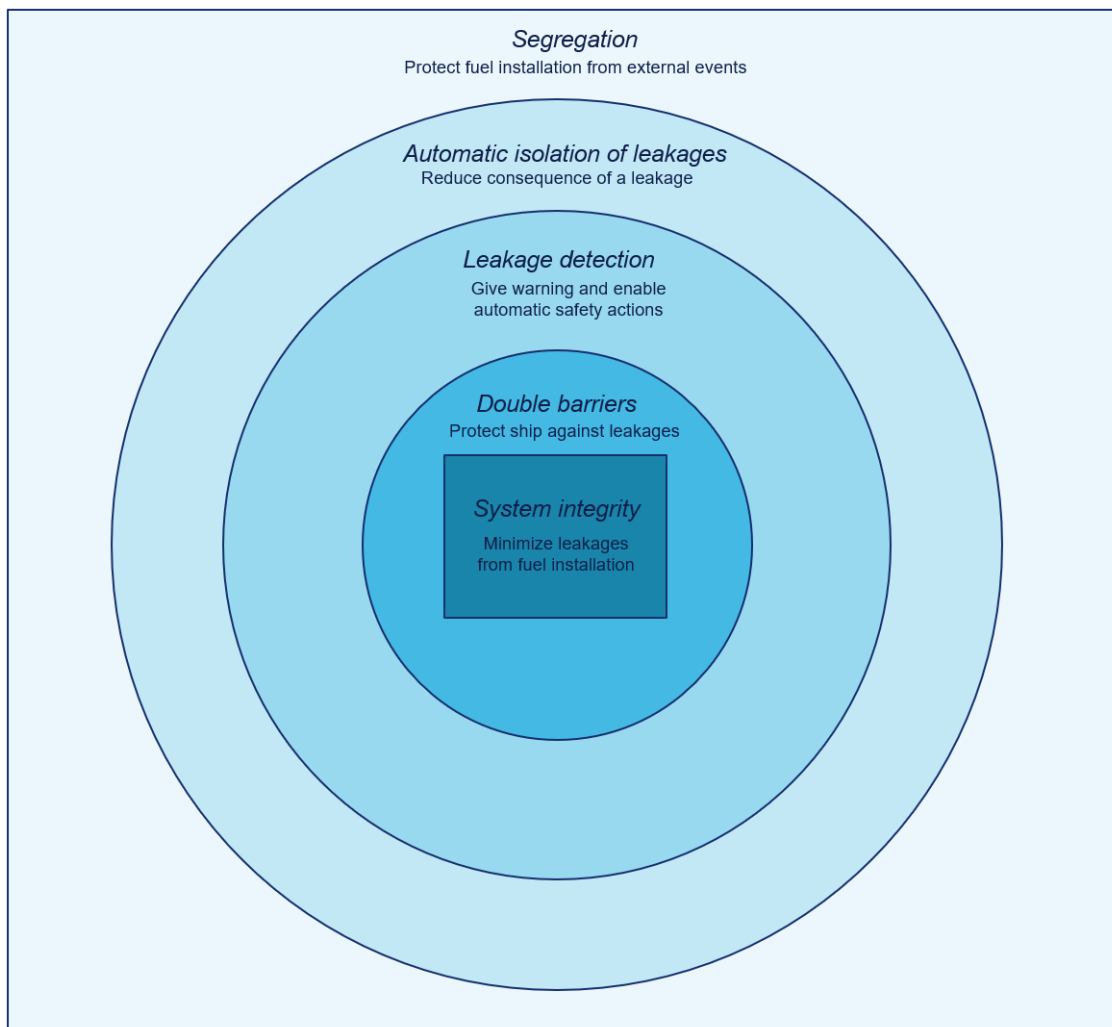 Segregation
Protect fuel installation from external events
Automatic isolation of leakages
Reduce consequence of a leakage
Leakage detection
Give warning and enable
automatic safety actions
Double barriers
Protect ship against leakages
System integrity
Minimize leakages
from fuel installation